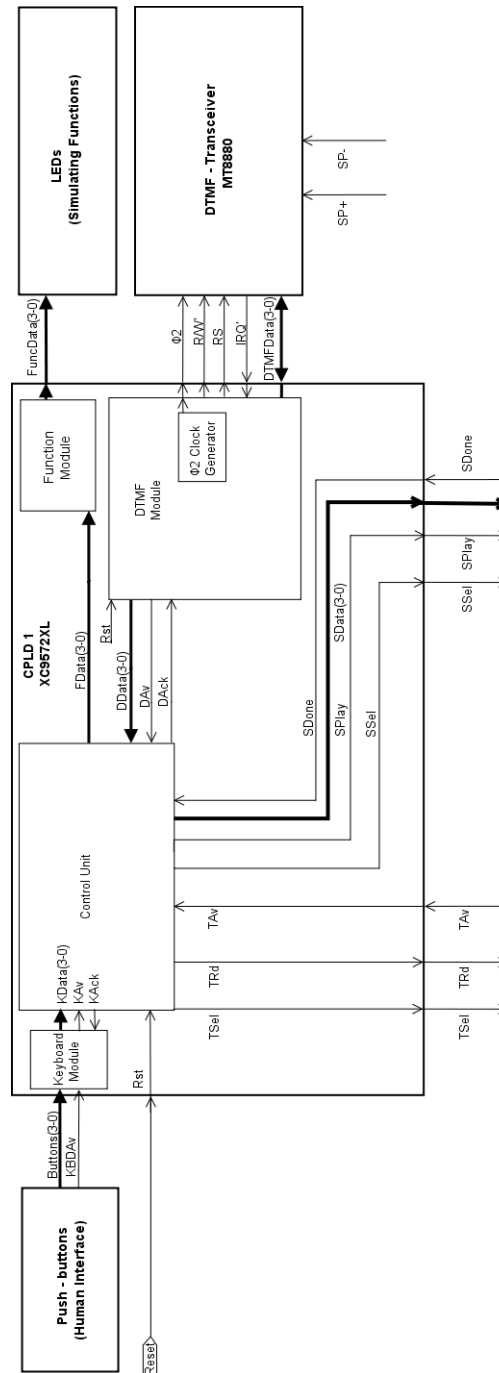 LEDs
(Simulating Functions)
DTMF - Transceiver
MT8880
SP-
SP+
FuncData(3-0)
Φ2
R/W'
RS
IRQ'
DTMFData(3-0)
Function
Module
Φ2 Clock
Generator
DTMF
Module
CPLD 1
XC9572XL
FData(3-0)
Rst
DData(3-0)
DAv
DAck
SDone
SData(3-0)
SPlay
SSel
SDone
SPlay
SSel
Control Unit
KData(3-0)
KAv
KAck
TAv
TRd
TSel
TAv
TRd
TSel
Keyboard
Module
Rst
Buttons(3-0)
KBDAv
Push - buttons
(Human Interface)
Reset